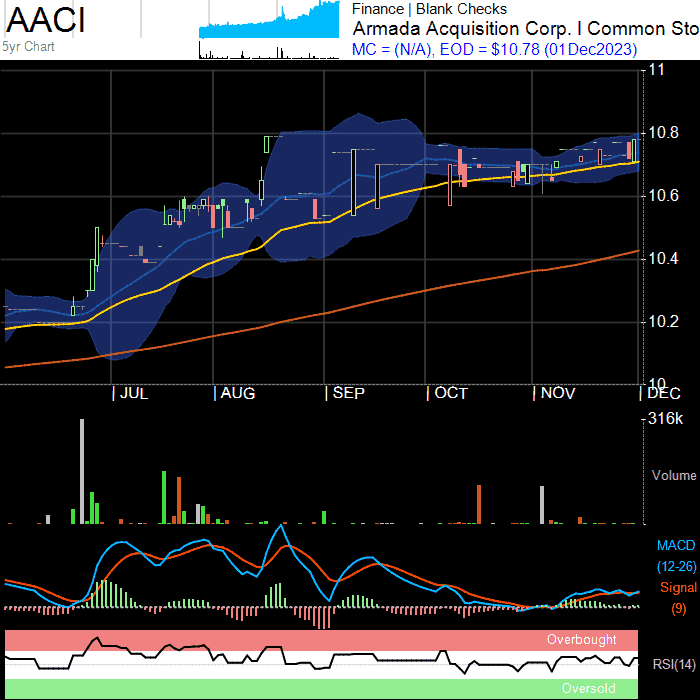 AACI
5yr Chart
Finance | Blank Checks
Armada Acquisition Corp. I Common Sto
MC = (N/A), EOD = $10.78 (01Dec2023)
11
10.8
10.6
10.4
10.2
10
| JUL | AUG | SEP | OCT | NOV | DEC
316k
Volume
MACD
(12-26)
Signal
(9)
Overbought
RSI(14)
Oversold